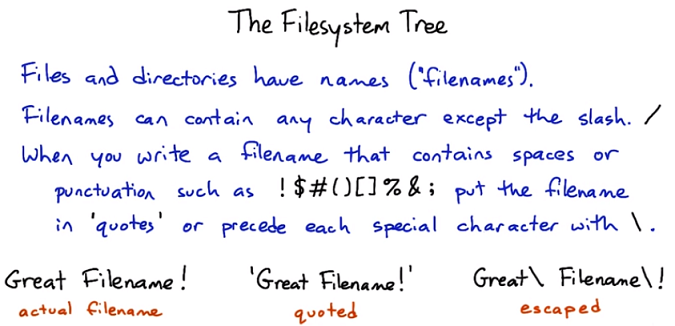 The Filesystem Tree
Files and directories have names ("filenames").
Filenames can contain any character except the slash. /
When you write a filename that contains spaces or
punctuation such as !$#()[]%&; put the filename
in 'quotes' or precede each special character with \.
Great Filename! 'Great Filename!' Great\ Filename\!
actual filename quoted escaped